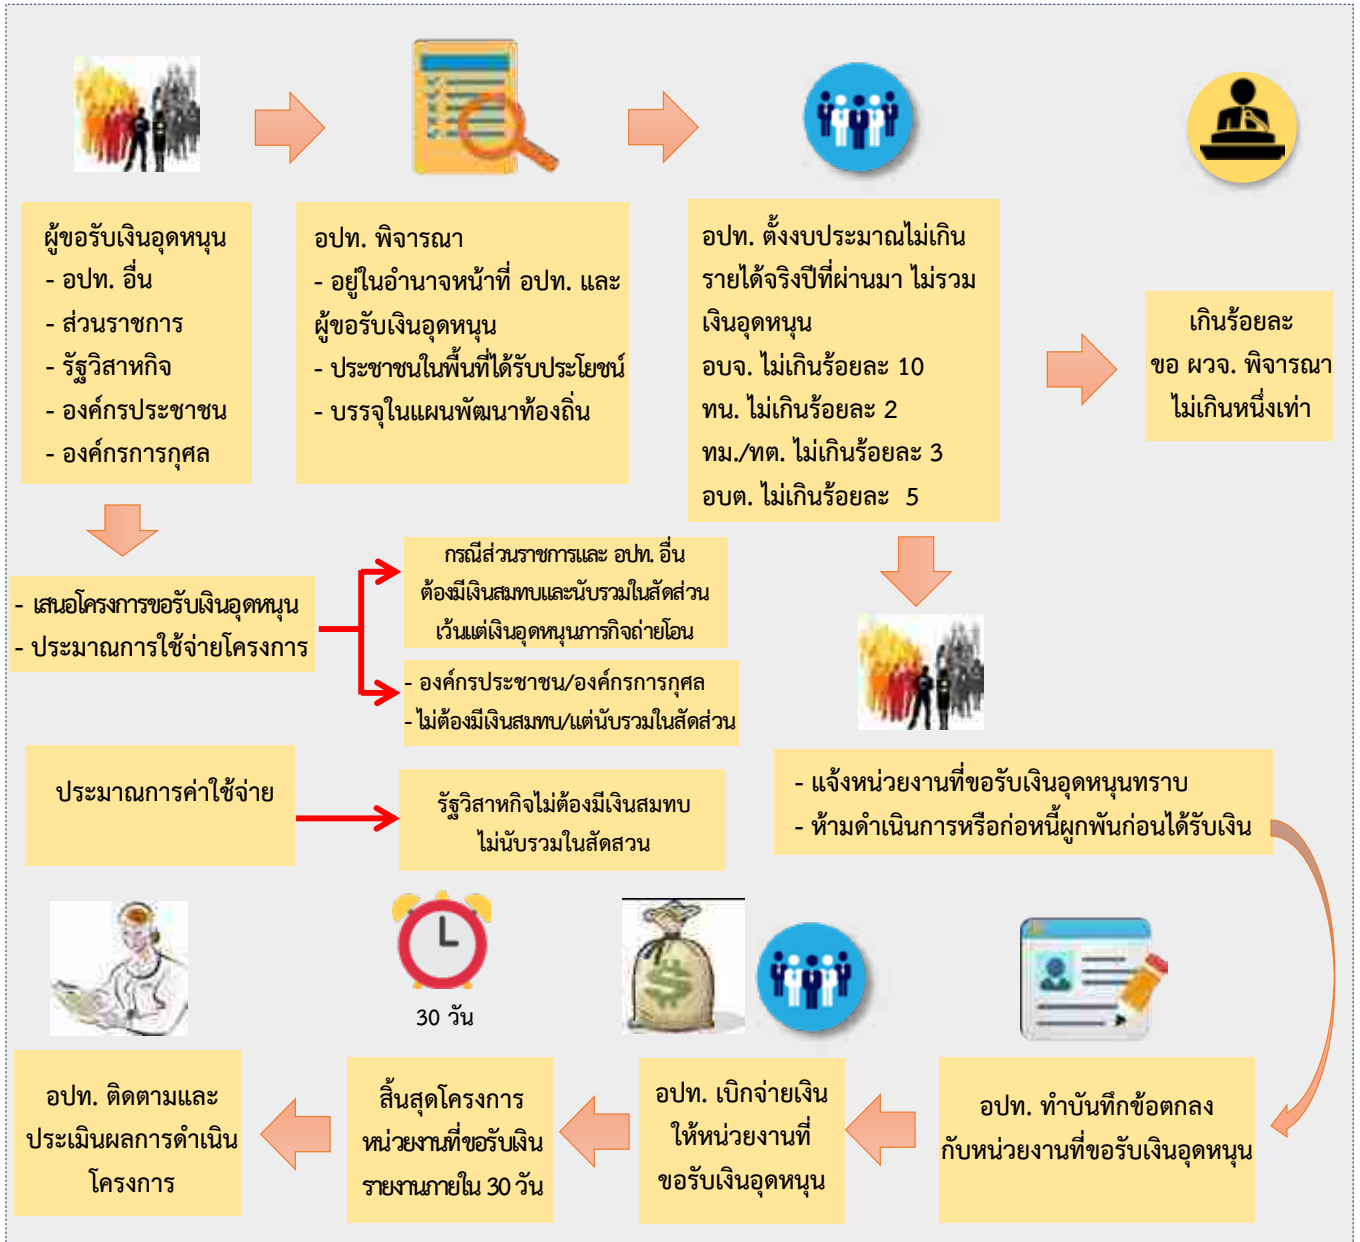 ผู้ขอรับเงินอุดหนุน
- อปท. อื่น
- ส่วนราชการ
- รัฐวิสาหกิจ
- องค์กรประชาชน
- องค์กรการกุศล
อปท. พิจารณา
- อยู่ในอำนาจหน้าที่ อปท. และ
ผู้ขอรับเงินอุดหนุน
- ประชาชนในพื้นที่ได้รับประโยชน์
- บรรจุในแผนพัฒนาท้องถิ่น
อปท. ตั้งงบประมาณไม่เกิน
รายได้จริงปีที่ผ่านมา ไม่รวม
เงินอุดหนุน
อบจ. ไม่เกินร้อยละ 10
ทน. ไม่เกินร้อยละ 2
ทม./ทต. ไม่เกินร้อยละ 3
อบต. ไม่เกินร้อยละ 5
เกินร้อยละ
ขอ ผวจ. พิจารณา
ไม่เกินหนึ่งเท่า
- เสนอโครงการขอรับเงินอุดหนุน
- ประมาณการใช้จ่ายโครงการ
กรณีส่วนราชการและ อปท. อื่น
ต้องมีเงินสมทบและนับรวมในสัดส่วน
เว้นแต่เงินอุดหนุนภารกิจถ่ายโอน
- องค์กรประชาชน/องค์กรการกุศล
- ไม่ต้องมีเงินสมทบ/แต่นับรวมในสัดส่วน
ประมาณการค่าใช้จ่าย
รัฐวิสาหกิจไม่ต้องมีเงินสมทบ
ไม่นับรวมในสัดสวน
- แจ้งหน่วยงานที่ขอรับเงินอุดหนุนทราบ
- ห้ามดำเนินการหรือก่อหนี้ผูกพันก่อนได้รับเงิน
30 วัน
อปท. ติดตามและ
ประเมินผลการดำเนิน
โครงการ
สิ้นสุดโครงการ
หน่วยงานที่ขอรับเงิน
รายงานภายใน 30 วัน
อปท. เบิกจ่ายเงิน
ให้หน่วยงานที่
ขอรับเงินอุดหนุน
อปท. ทำบันทึกข้อตกลง
กับหน่วยงานที่ขอรับเงินอุดหนุน